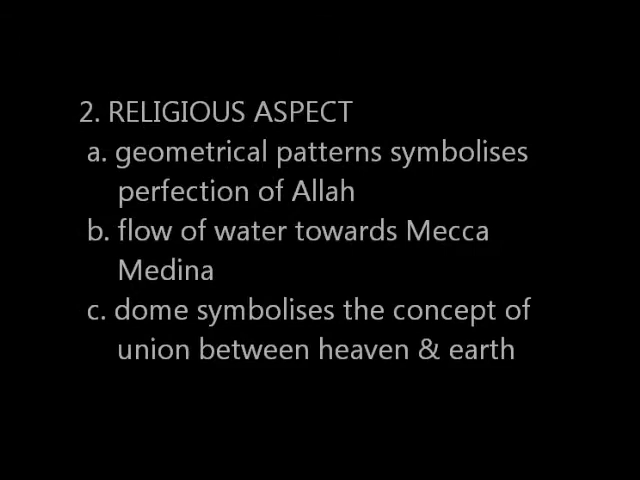 2. RELIGIOUS ASPECT
a. geometrical patterns symbolises
perfection of Allah
b. flow of water towards Mecca
Medina
c. dome symbolises the concept of
union between heaven & earth